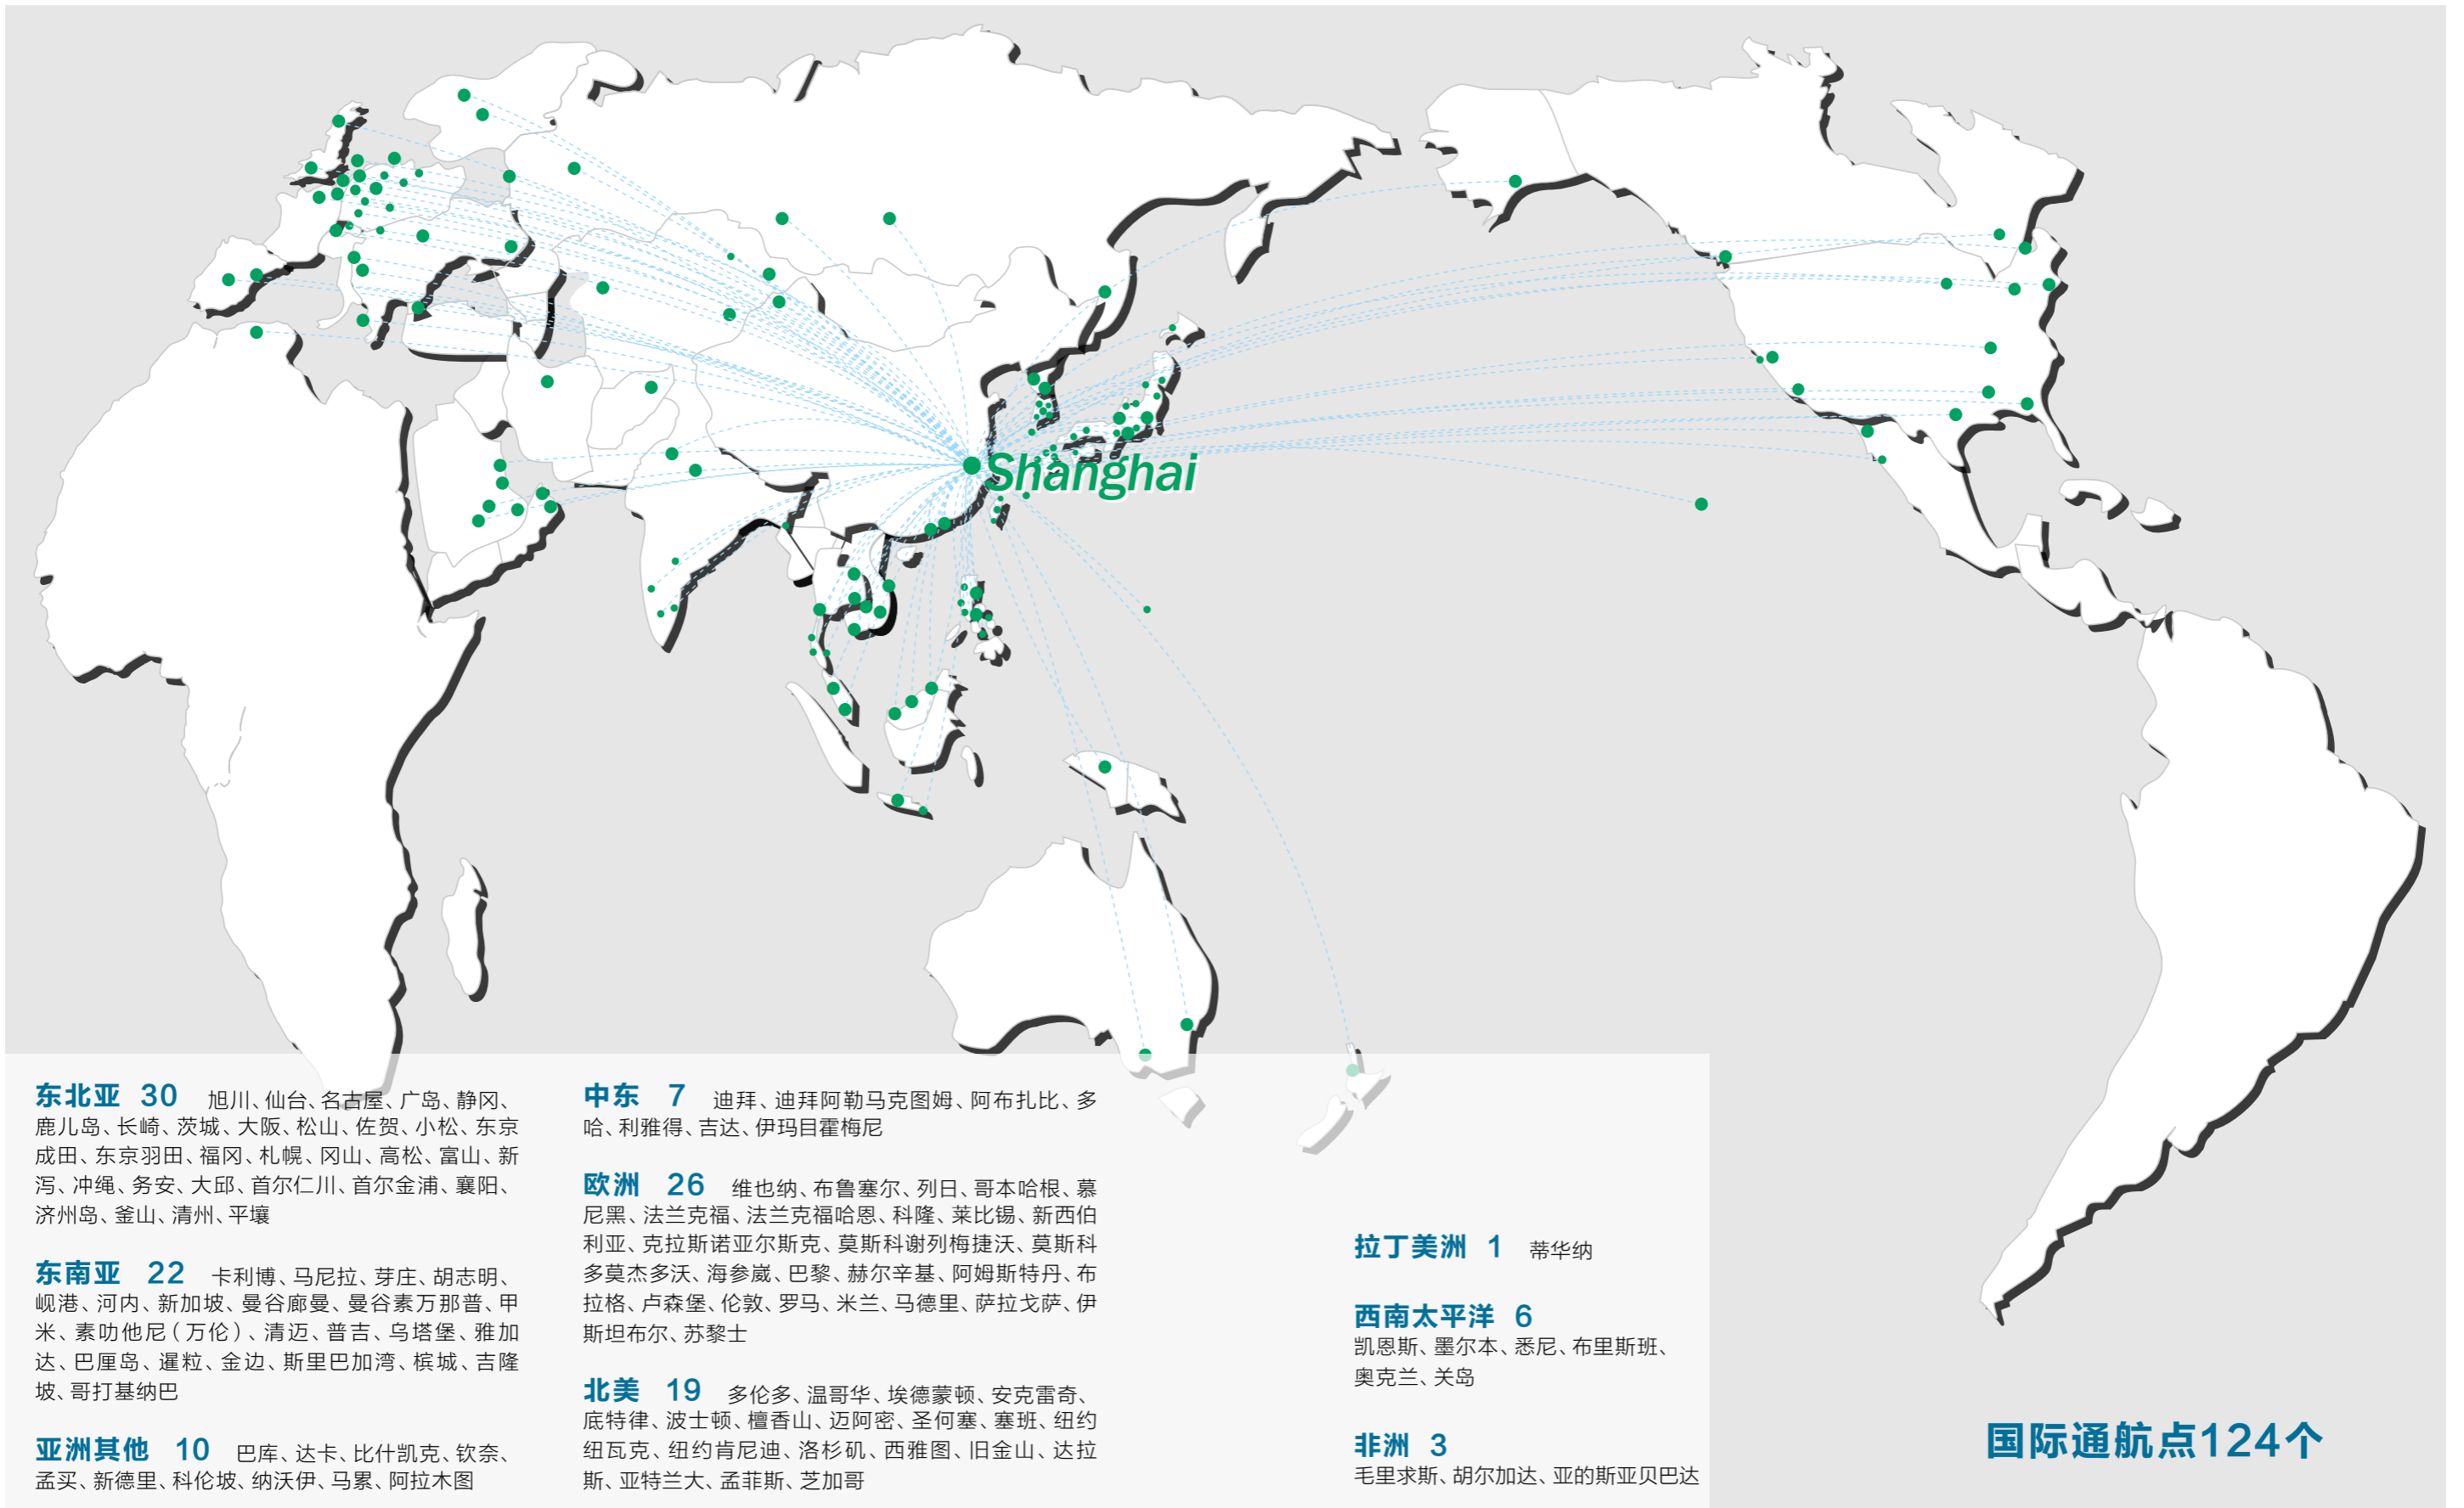 Shanghai
东北亚 30 旭川、仙台、名古屋、广岛、静冈、
鹿儿岛、长崎、茨城、大阪、松山、佐贺、小松、东京
成田、东京羽田、福冈、札幌、冈山、高松、富山、新
泻、冲绳、务安、大邱、首尔仁川、首尔金浦、襄阳、
济州岛、釜山、清州、平壤
东南亚 22 卡利博、马尼拉、芽庄、胡志明、
岘港、河内、新加坡、曼谷廊曼、曼谷素万那普、甲
米、素叻他尼（万伦）、清迈、普吉、乌塔堡、雅加
达、巴厘岛、暹粒、金边、斯里巴加湾、槟城、吉隆
坡、哥打基纳巴
亚洲其他 10 巴库、达卡、比什凯克、钦奈、
孟买、新德里、科伦坡、纳沃伊、马累、阿拉木图
中东 7 迪拜、迪拜阿勒马克图姆、阿布扎比、多
哈、利雅得、吉达、伊玛目霍梅尼
欧洲 26 维也纳、布鲁塞尔、列日、哥本哈根、慕
尼黑、法兰克福、法兰克福哈恩、科隆、莱比锡、新西伯
利亚、克拉斯诺亚尔斯克、莫斯科谢列梅捷沃、莫斯科
多莫杰多沃、海参崴、巴黎、赫尔辛基、阿姆斯特丹、布
拉格、卢森堡、伦敦、罗马、米兰、马德里、萨拉戈萨、伊
斯坦布尔、苏黎士
北美 19 多伦多、温哥华、埃德蒙顿、安克雷奇、
底特律、波士顿、檀香山、迈阿密、圣何塞、塞班、纽约
纽瓦克、纽约肯尼迪、洛杉矶、西雅图、旧金山、达拉
斯、亚特兰大、孟菲斯、芝加哥
拉丁美洲 1 蒂华纳
西南太平洋 6
凯恩斯、墨尔本、悉尼、布里斯班、
奥克兰、关岛
非洲 3
毛里求斯、胡尔加达、亚的斯亚贝巴达
国际通航点124个